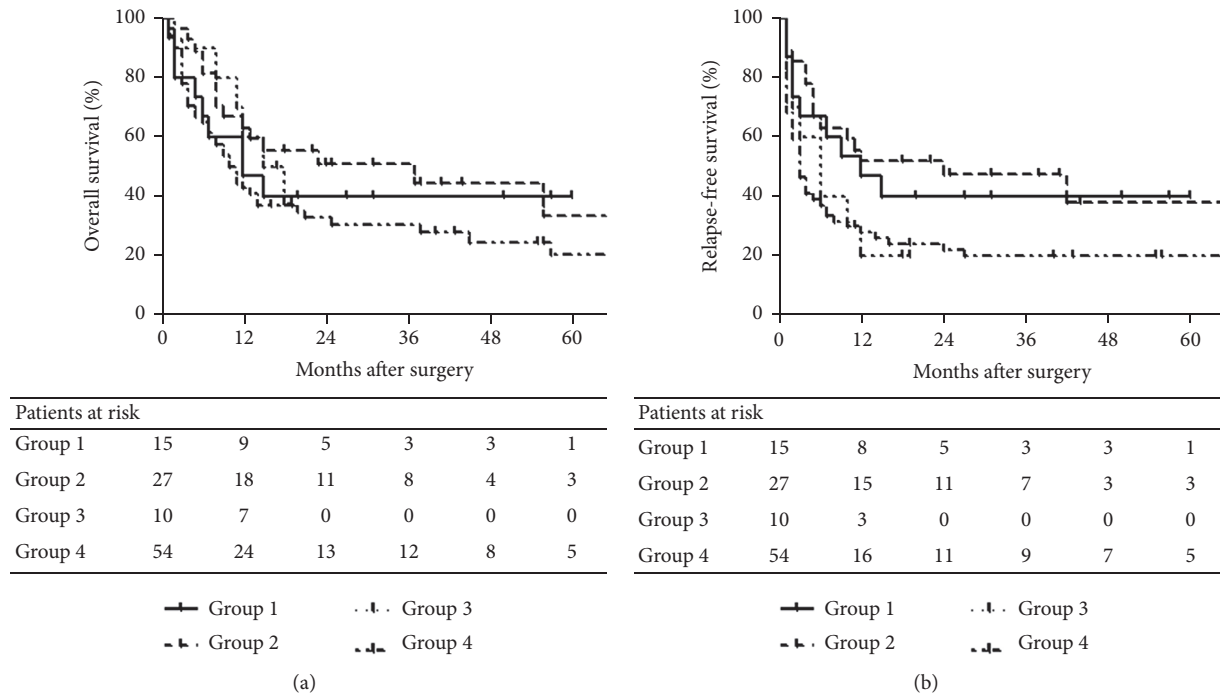 Overall survival (%)
100
80
60
40
20
0
0 12 24 36 48 60
Months after surgery
Patients at risk
Group 1 15 9 5 3 3 1
Group 2 27 18 11 8 4 3
Group 3 10 7 0 0 0 0
Group 4 54 24 13 12 8 5
Group 1 Group 3
Group 2 Group 4
(a)
Relapse-free survival (%)
100
80
60
40
20
0
0 12 24 36 48 60
Months after surgery
Patients at risk
Group 1 15 8 5 3 3 1
Group 2 27 15 11 7 3 3
Group 3 10 3 0 0 0 0
Group 4 54 16 11 9 7 5
Group 1 Group 3
Group 2 Group 4
(b)